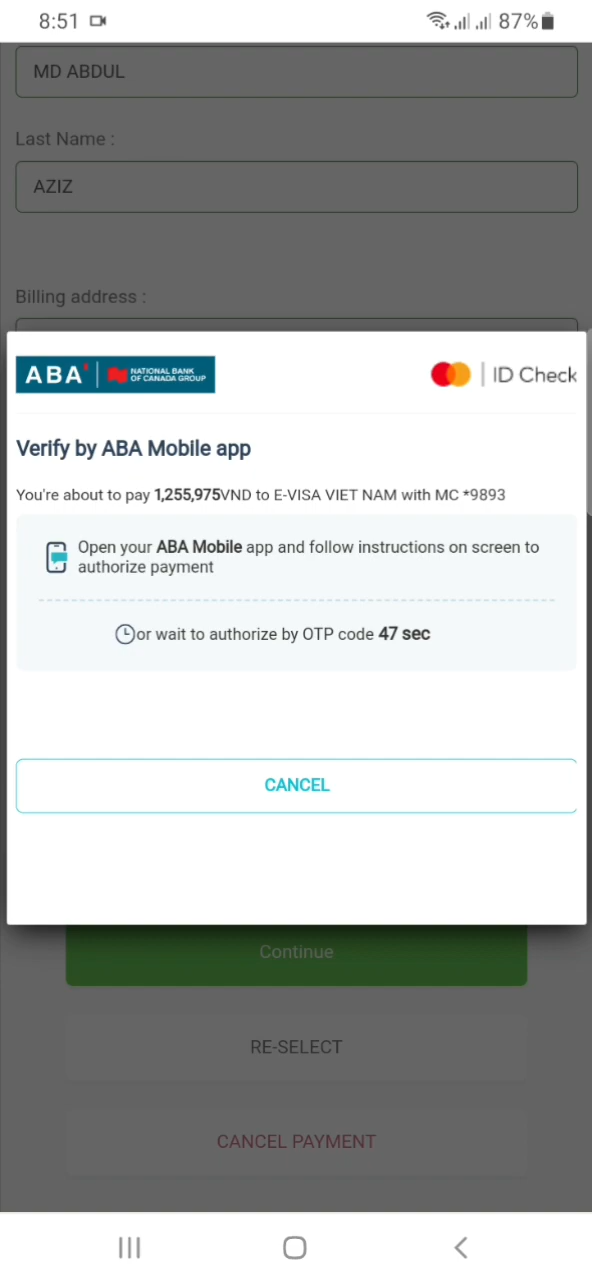 8:51
87%
MD ABDUL
Last Name :
AZIZ
Billing address :
ABA' NATIONAL BANK
OF CANADA GROUP
ID Check
Verify by ABA Mobile app
You're about to pay 1,255,975VND to E-VISA VIET NAM with MC *9893
Open your ABA Mobile app and follow instructions on screen to
authorize payment
or wait to authorize by OTP code 47 sec
CANCEL
Continue
RE-SELECT
CANCEL PAYMENT